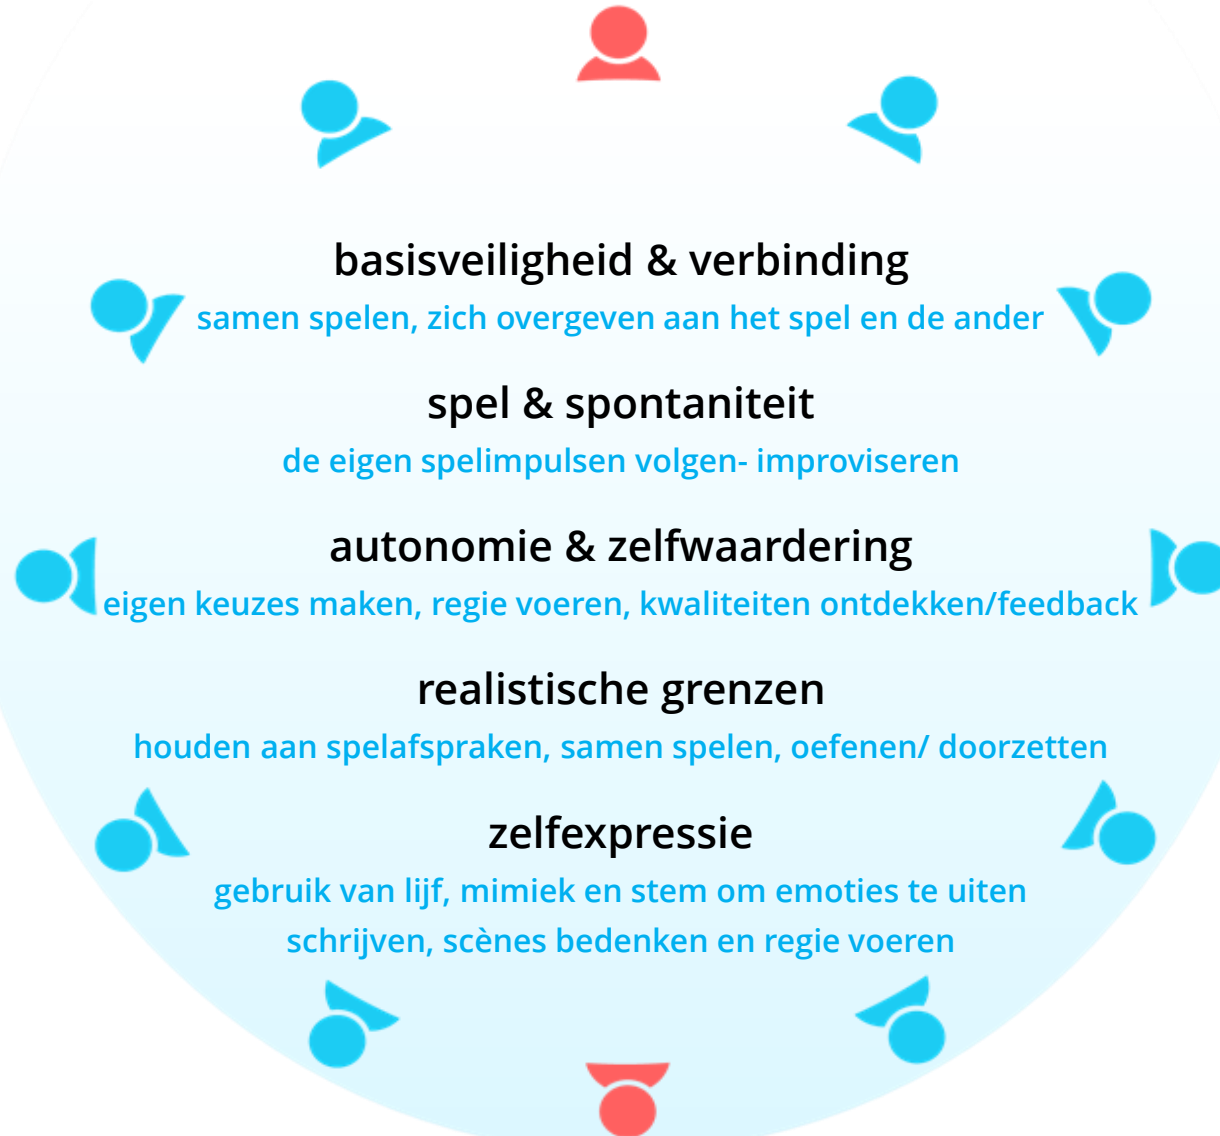 basisveiligheid & verbinding
samen spelen, zich overgeven aan het spel en de ander
spel & spontaniteit
de eigen spelimpulsen volgen- improviseren
autonomie & zelfwaardering
eigen keuzes maken, regie voeren, kwaliteiten ontdekken/feedback
realistische grenzen
houden aan spelafspraken, samen spelen, oefenen/ doorzetten
zelfexpressie
gebruik van lijf, mimiek en stem om emoties te uiten
schrijven, scènes bedenken en regie voeren